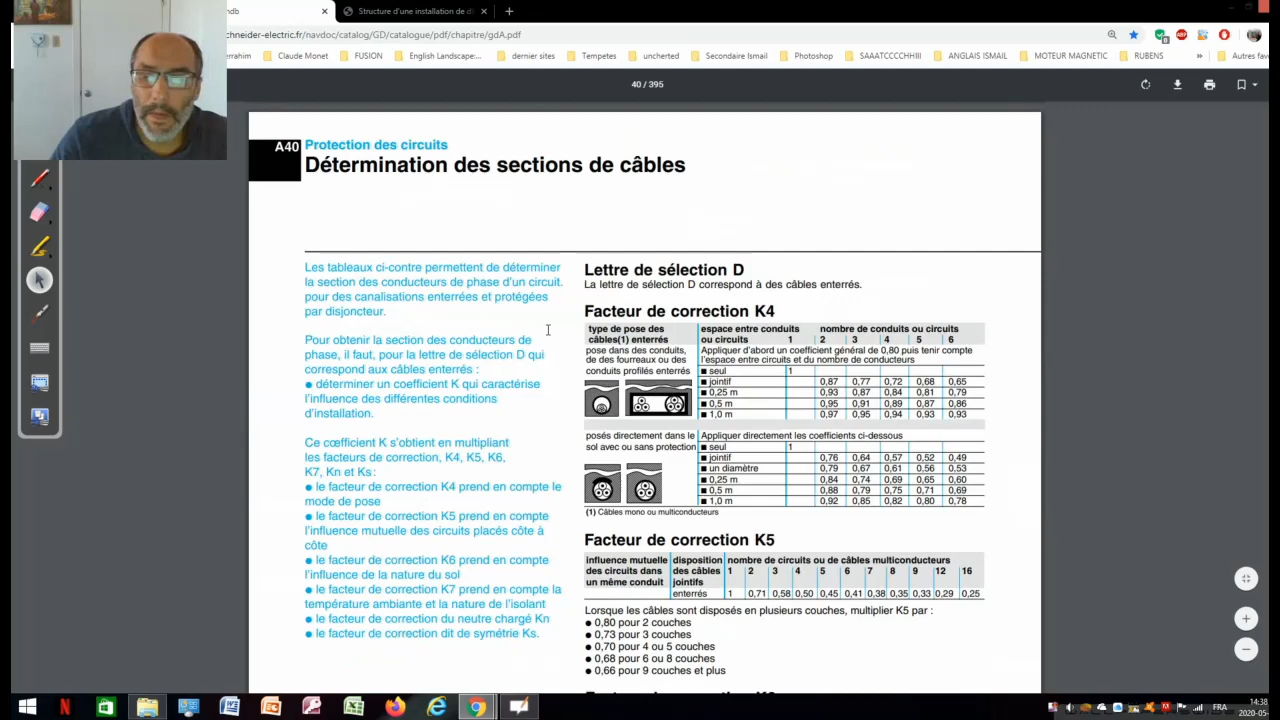 ndb
Structure d'une installation de d
chneider-electric.fr/navdoc/catalog/GD/catalogue/pdf/chapitre/gdA.pdf
errahim
Claude Monet
FUSION
English Landscape:...
dernier sites
Tempetes
uncherted
Secondaire Ismail
Photoshop
SAAATCCCCHHIII
ANGLAIS ISMAIL
MOTEUR MAGNETIC
RUBENS
»
Autres favo
40 / 395
A40
Protection des circuits
Détermination des sections de câbles
Les tableaux ci-contre permettent de déterminer
la section des conducteurs de phase d'un circuit.
pour des canalisations enterrées et protégées
par disjoncteur.
Pour obtenir la section des conducteurs de
phase, il faut, pour la lettre de sélection D qui
correspond aux câbles enterrés :
● déterminer un coefficient K qui caractérise
l'influence des différentes conditions
d'installation.
Ce cœfficient K s'obtient en multipliant
les facteurs de correction, K4, K5, K6,
K7, Kn et Ks :
● le facteur de correction K4 prend en compte le
mode de pose
● le facteur de correction K5 prend en compte
l'influence mutuelle des circuits placés côte à
côte
● le facteur de correction K6 prend en compte
l'influence de la nature du sol
● le facteur de correction K7 prend en compte la
température ambiante et la nature de l'isolant
● le facteur de correction du neutre chargé Kn
● le facteur de correction dit de symétrie Ks.
Lettre de sélection D
La lettre de sélection D correspond à des câbles enterrés.
Facteur de correction K4
type de pose des espace entre conduits nombre de conduits ou circuits
câbles(1) enterrés ou circuits 1 2 3 4 5 6
pose dans des conduits, Appliquer d'abord un coefficient général de 0,80 puis tenir compte
de des fourreaux ou des l'espace entre circuits et du nombre de conducteurs
conduits profilés enterrés ■ seul 1
■ jointif 0,87 0,77 0,72 0,68 0,65
■ 0,25 m 0,93 0,87 0,84 0,81 0,79
■ 0,5 m 0,95 0,91 0,89 0,87 0,86
■ 1,0 m 0,97 0,95 0,94 0,93 0,93
posés directement dans le Appliquer directement les coefficients ci-dessous
sol avec ou sans protection ■ seul 1
■ jointif 0,76 0,64 0,57 0,52 0,49
■ un diamètre 0,79 0,67 0,61 0,56 0,53
■ 0,25 m 0,84 0,74 0,69 0,65 0,60
■ 0,5 m 0,88 0,79 0,75 0,71 0,69
■ 1,0 m 0,92 0,85 0,82 0,80 0,78
(1) Câbles mono ou multiconducteurs
Facteur de correction K5
influence mutuelle disposition nombre de circuits ou de câbles multiconducteurs
des circuits dans des câbles 1 2 3 4 5 6 7 8 9 12 16
un même conduit jointifs
enterrés 1 0,71 0,58 0,50 0,45 0,41 0,38 0,35 0,33 0,29 0,25
Lorsque les câbles sont disposés en plusieurs couches, multiplier K5 par :
● 0,80 pour 2 couches
● 0,73 pour 3 couches
● 0,70 pour 4 ou 5 couches
● 0,68 pour 6 ou 8 couches
● 0,66 pour 9 couches et plus
FRA
14:38
2020-05-